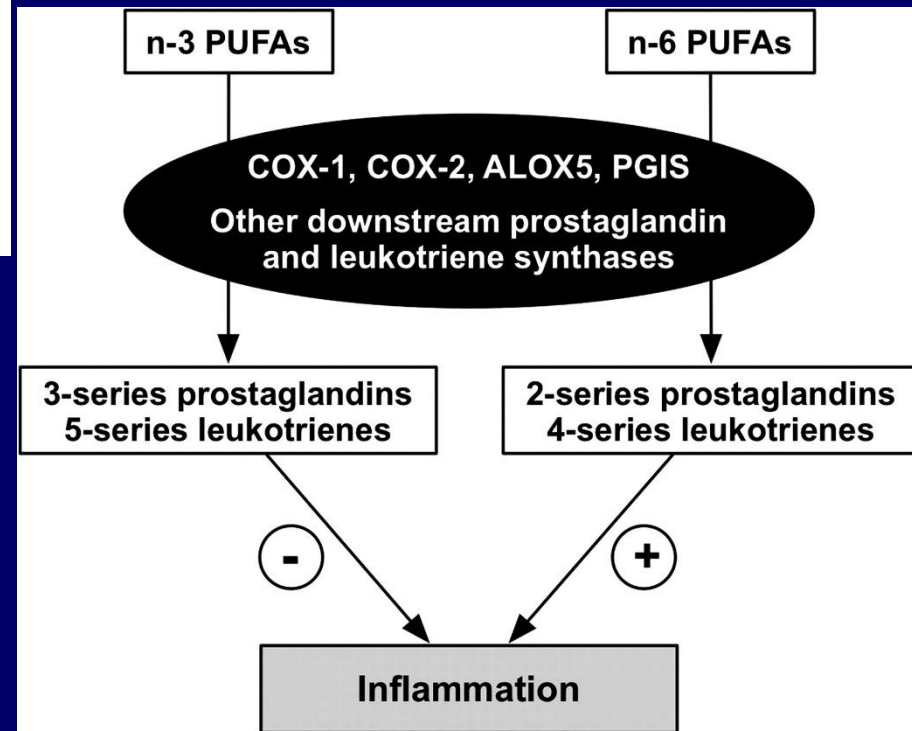 n-3 PUFAs
n-6 PUFAs
COX-1, COX-2, ALOX5, PGIS
Other downstream prostaglandin
and leukotriene synthases
3-series prostaglandins
5-series leukotrienes
2-series prostaglandins
4-series leukotrienes
-
+
Inflammation